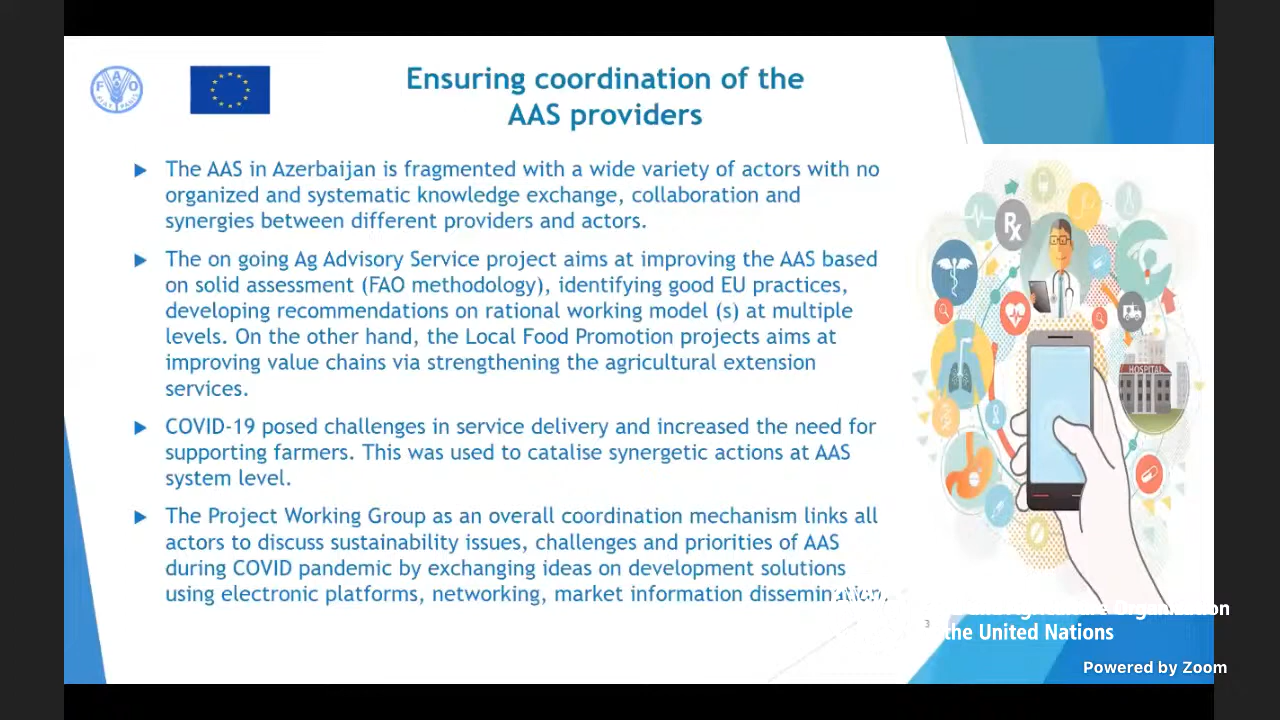 FAO
FIAT PANIS
Ensuring coordination of the
AAS providers
The AAS in Azerbaijan is fragmented with a wide variety of actors with no
organized and systematic knowledge exchange, collaboration and
synergies between different providers and actors.
The on going Ag Advisory Service project aims at improving the AAS based
on solid assessment (FAO methodology), identifying good EU practices,
developing recommendations on rational working model (s) at multiple
levels. On the other hand, the Local Food Promotion projects aims at
improving value chains via strengthening the agricultural extension
services.
COVID-19 posed challenges in service delivery and increased the need for
supporting farmers. This was used to catalise synergetic actions at AAS
system level.
The Project Working Group as an overall coordination mechanism links all
actors to discuss sustainability issues, challenges and priorities of AAS
during COVID pandemic by exchanging ideas on development solutions
using electronic platforms, networking, market information
Rx
HOSPITAL
Organization
the United Nations
3
Powered by Zoom